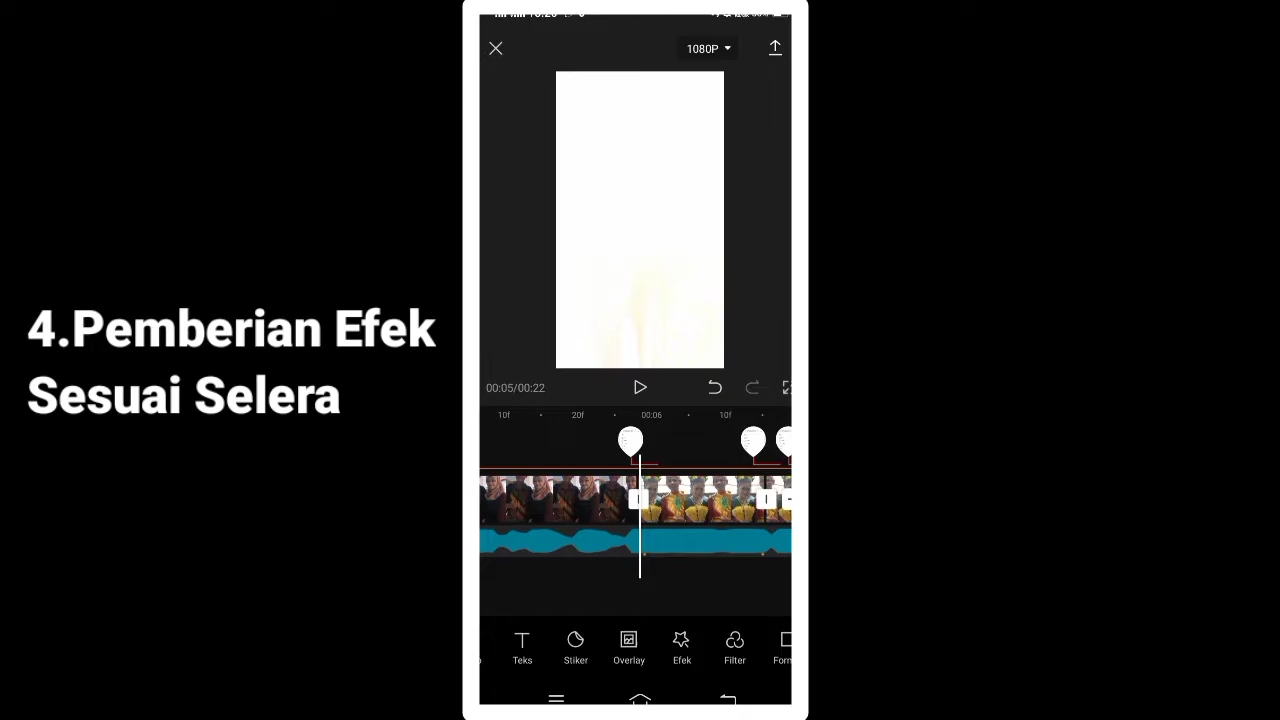 1080P
4.Pemberian Efek
Sesuai Selera
00:05/00:22
10f 20f 00:06 10f
Teks Stiker Overlay Efek Filter